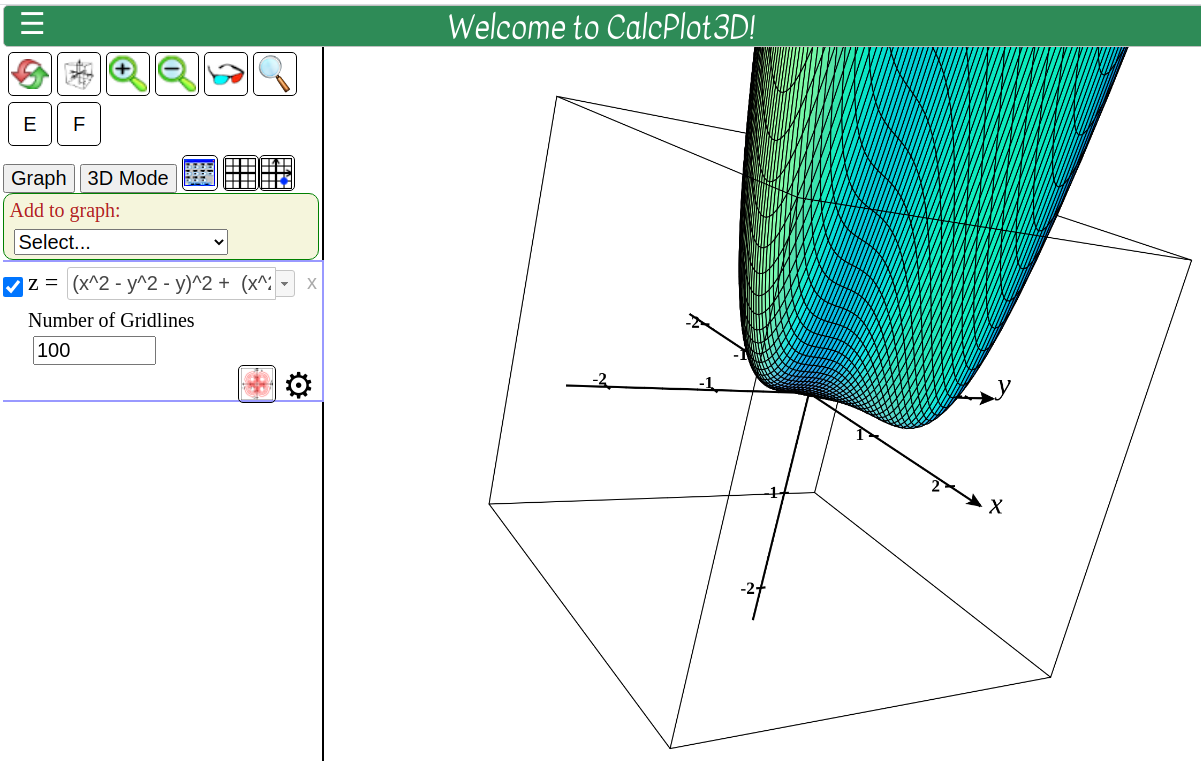 Welcome to CalcPlot3D!
E F
Graph 3D Mode
Add to graph:
Select...
z = (x^2 - y^2 - y)^2 + (x^2 x
Number of Gridlines
100
-2
-1
-2
-1
y
1
2
x
-1
-2